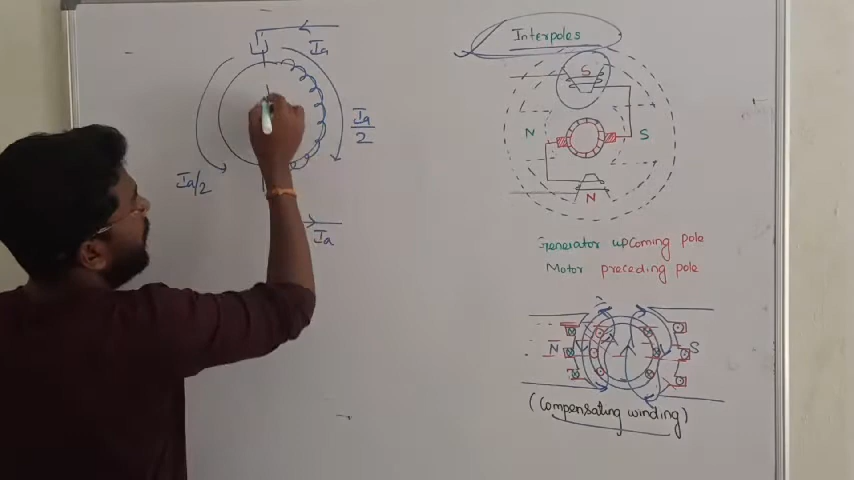 Ia
Ia
2
Ia/2
Ia
Interpoles
S
N
S
N
Generator upcoming pole
Motor preceding pole
N
S
(Compensating winding)